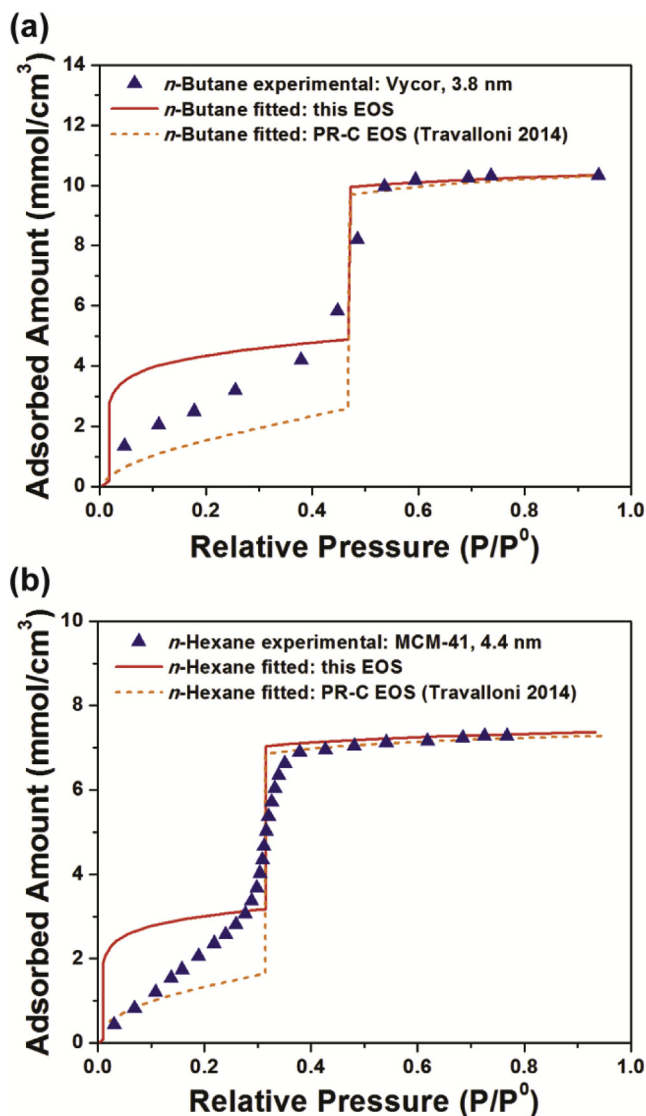 (a)
14
12
10
8
6
4
2
0
0.0 0.2 0.4 0.6 0.8 1.0
Adsorbed Amount (mmol/cm³)
n-Butane experimental: Vycor, 3.8 nm
n-Butane fitted: this EOS
n-Butane fitted: PR-C EOS (Travalloni 2014)
Relative Pressure (P/P⁰)
(b)
10
8
6
4
2
0
0.0 0.2 0.4 0.6 0.8 1.0
Adsorbed Amount (mmol/cm³)
n-Hexane experimental: MCM-41, 4.4 nm
n-Hexane fitted: this EOS
n-Hexane fitted: PR-C EOS (Travalloni 2014)
Relative Pressure (P/P⁰)